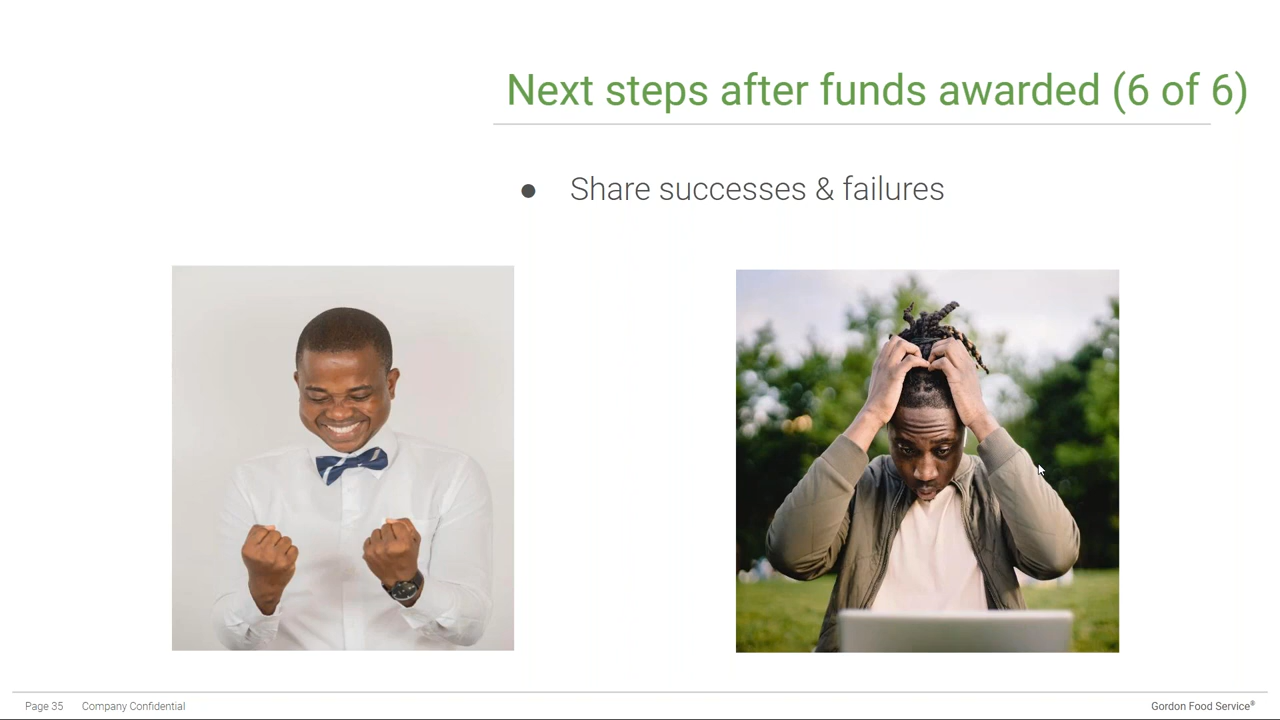 Next steps after funds awarded (6 of 6)
● Share successes & failures
Page 35 Company Confidential
Gordon Food Service®